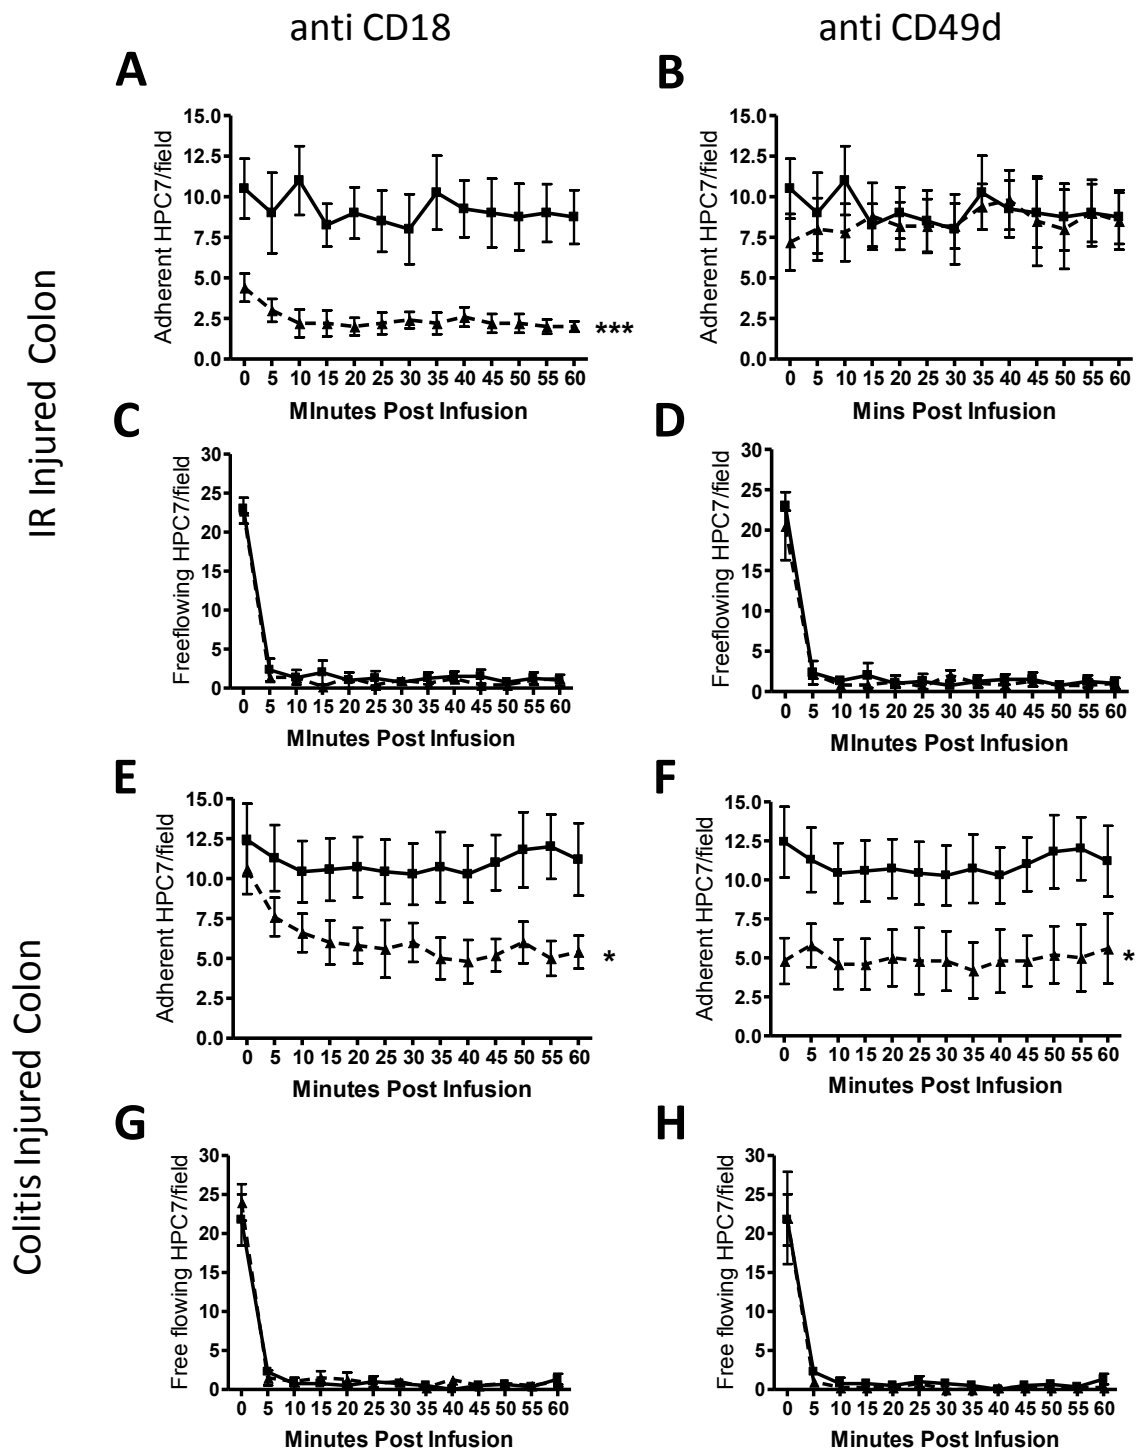 anti CD18
anti CD49d
IR Injured Colon
A
Adherent HPC7/field
15.0
12.5
10.0
7.5
5.0
2.5
0.0
***
0 5 10 15 20 25 30 35 40 45 50 55 60
MInutes Post Infusion
B
Adherent HPC7/field
15.0
12.5
10.0
7.5
5.0
2.5
0.0
0 5 10 15 20 25 30 35 40 45 50 55 60
Mins Post Infusion
C
Freeflowing HPC7/field
30
25
20
15
10
5
0
0 5 10 15 20 25 30 35 40 45 50 55 60
MInutes Post Infusion
D
Freeflowing HPC7/field
30
25
20
15
10
5
0
0 5 10 15 20 25 30 35 40 45 50 55 60
MInutes Post Infusion
Colitis Injured Colon
E
Adherent HPC7/field
15.0
12.5
10.0
7.5
5.0
2.5
0.0
*
0 5 10 15 20 25 30 35 40 45 50 55 60
Minutes Post Infusion
F
Adherent HPC7/field
15.0
12.5
10.0
7.5
5.0
2.5
0.0
*
0 5 10 15 20 25 30 35 40 45 50 55 60
Minutes Post Infusion
G
Free flowing HPC7/field
30
25
20
15
10
5
0
0 5 10 15 20 25 30 35 40 45 50 55 60
Minutes Post Infusion
H
Free flowing HPC7/field
30
25
20
15
10
5
0
0 5 10 15 20 25 30 35 40 45 50 55 60
Minutes Post Infusion